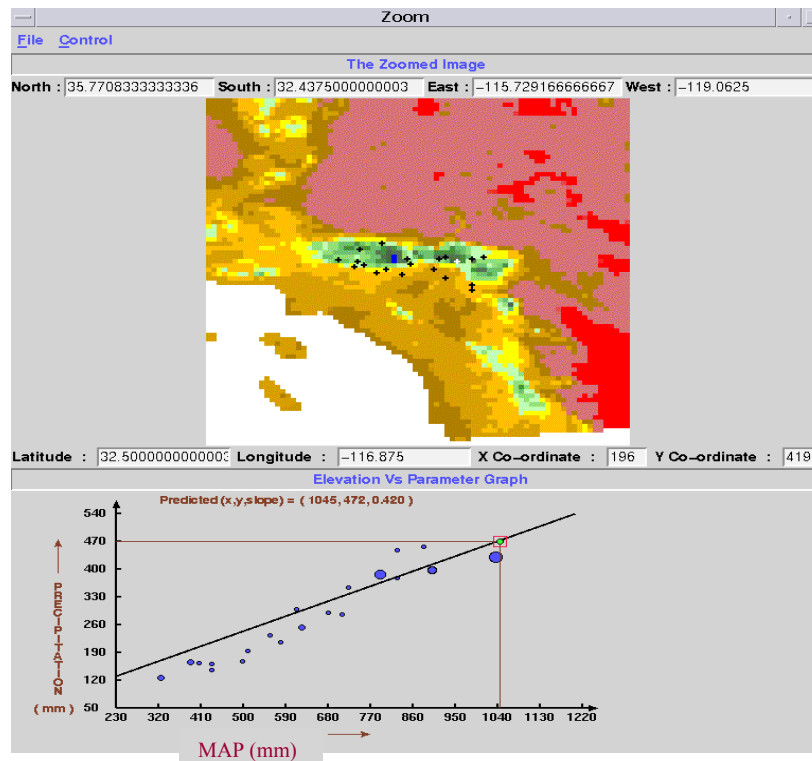 Zoom
File Control
The Zoomed Image
North : 35.7708333333336 South : 32.4375000000003 East : −115.729166666667 West : −119.0625
Latitude : 32.5000000000003 Longitude : −116.875 X Co−ordinate : 196 Y Co−ordinate : 419
Elevation Vs Parameter Graph
Predicted (x,y,slope) = ( 1045, 472, 0.420 )
540
470
400
330
260
190
120
50
PRECIPITATION
( mm )
230 320 410 500 590 680 770 860 950 1040 1130 1220
MAP (mm)